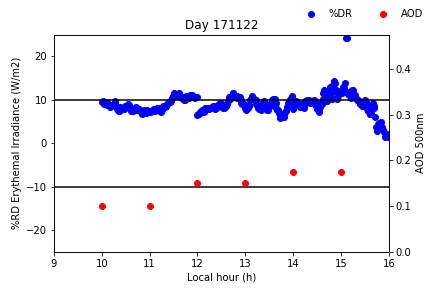 %DR AOD
Day 171122
%RD Erythemal Irradiance (W/m2)
20
10
0
−10
−20
0.4
0.3
0.2
0.1
0.0
AOD 500nm
9 10 11 12 13 14 15 16
Local hour (h)